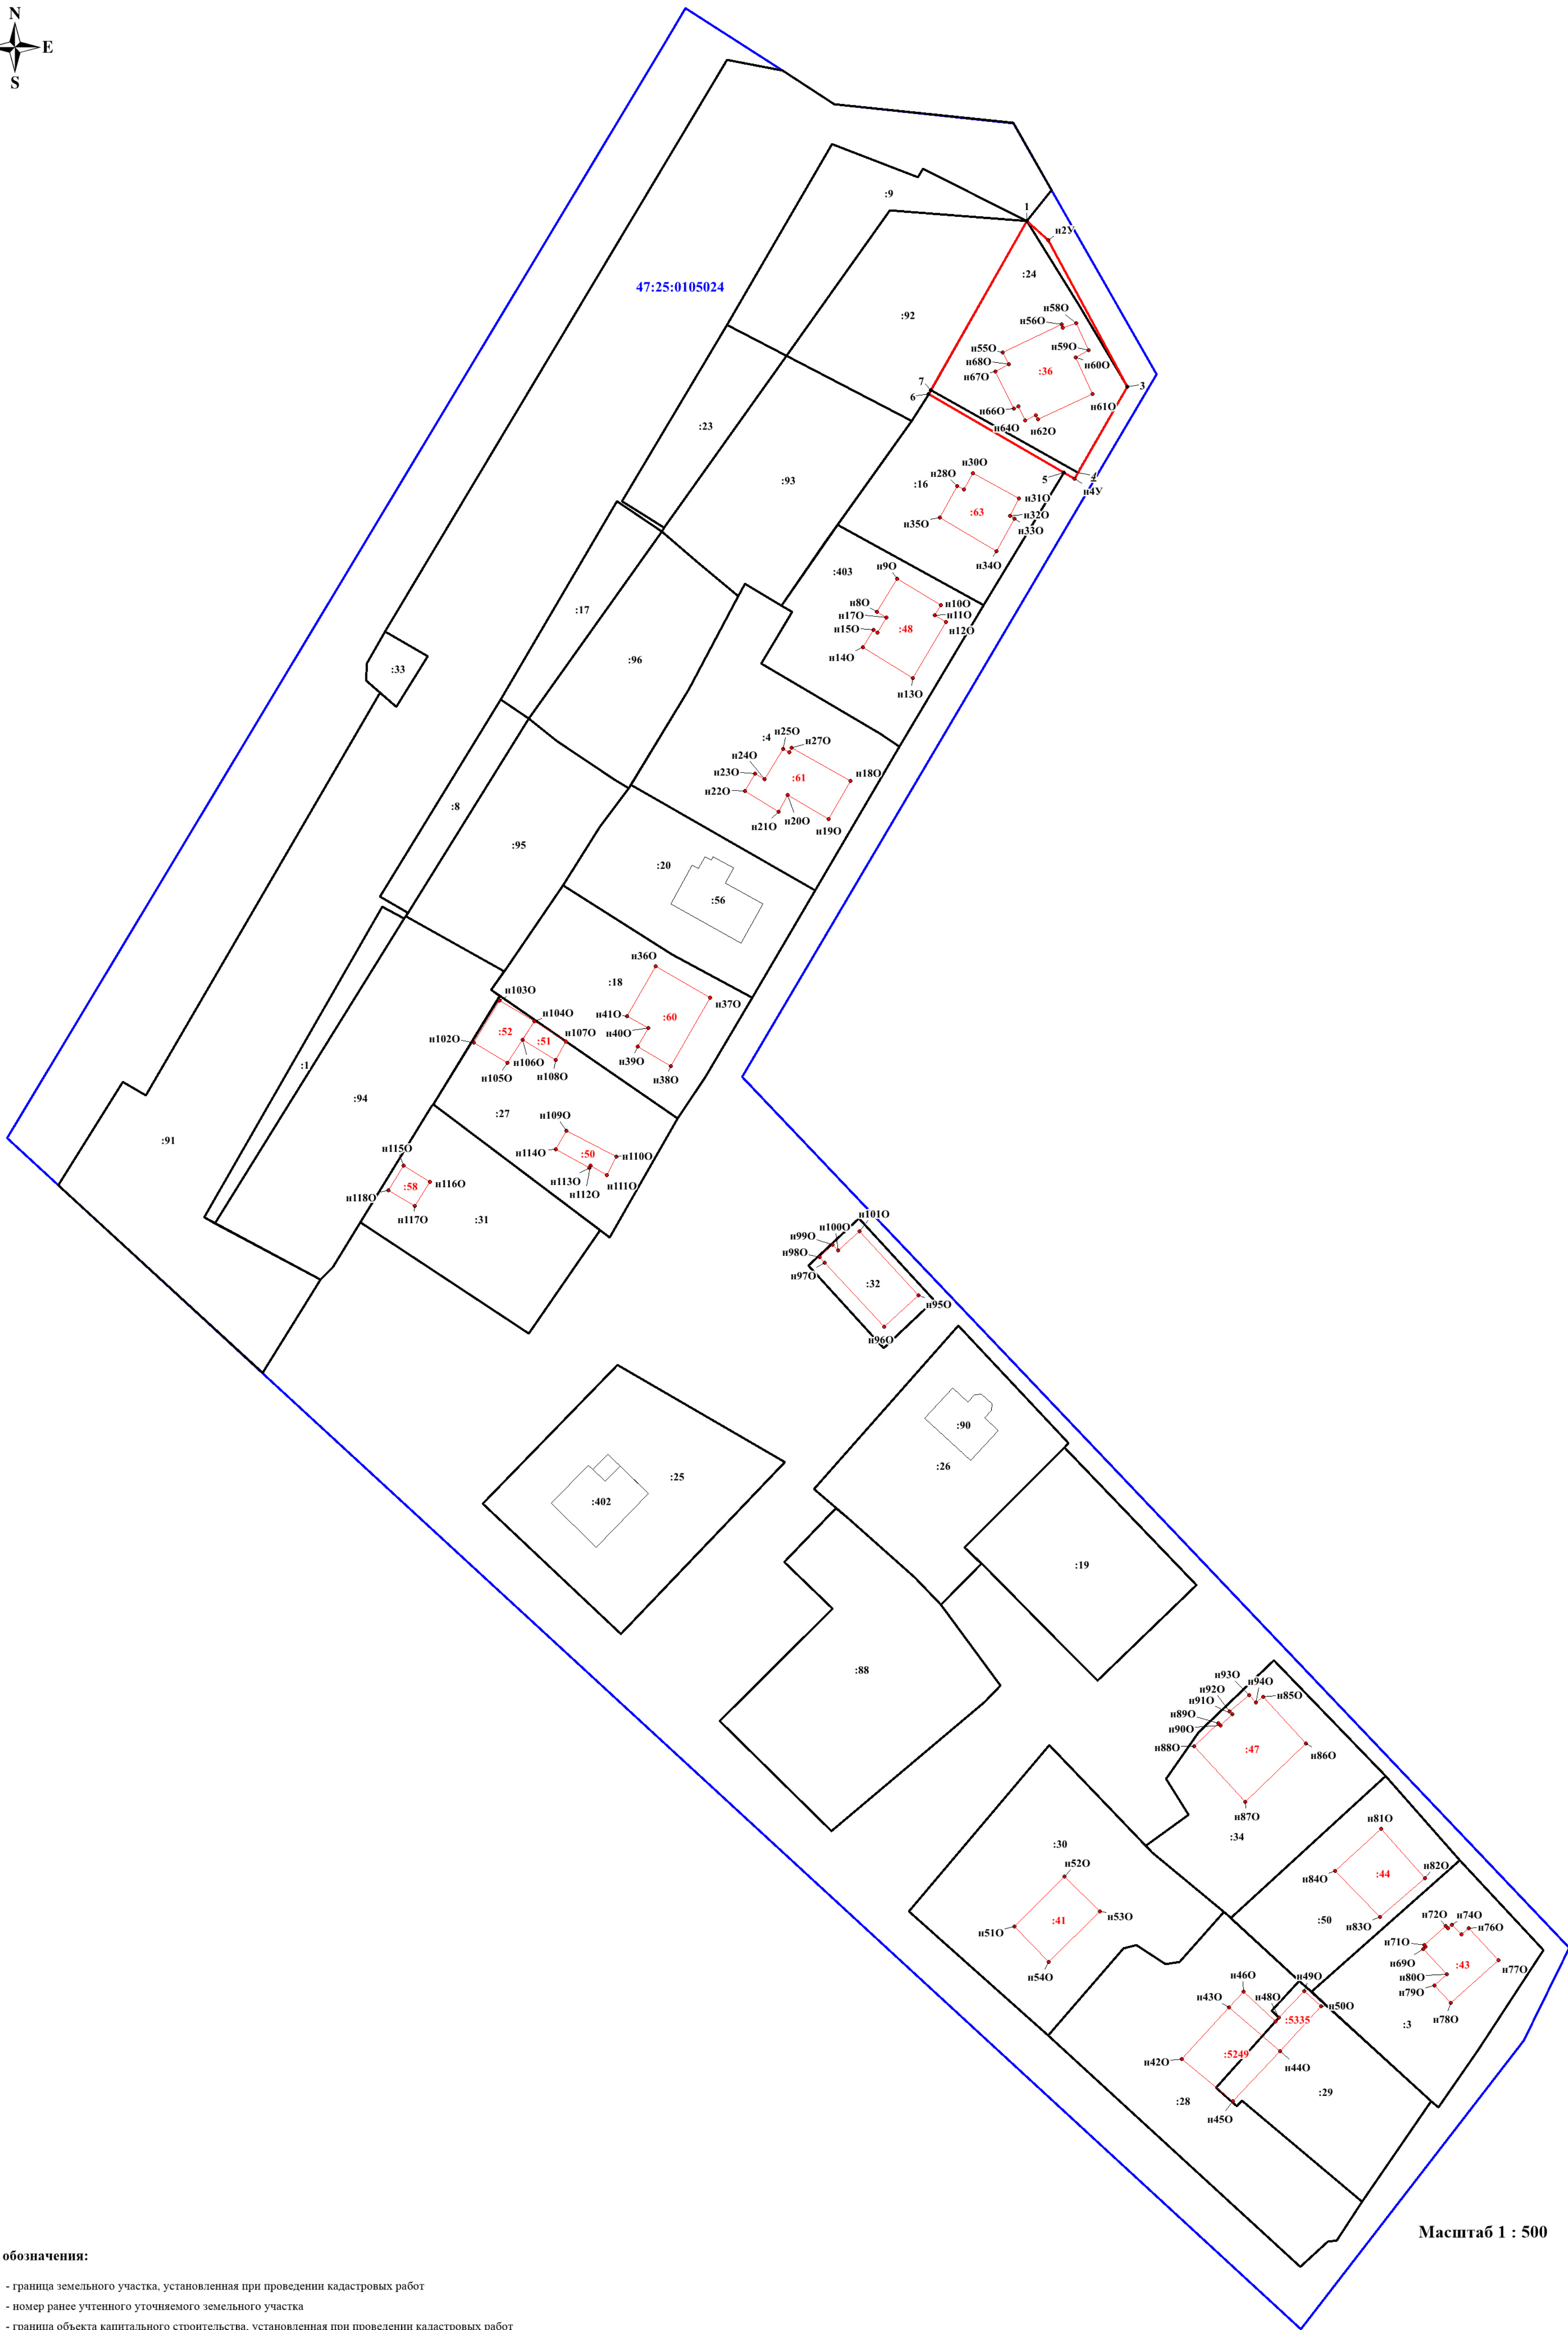 N
E
S
:9
1
н2У
47:25:0105024
:24
:92
н58О
н56О
н59О
н55О
н60О
н68О
:36
н67О
7
3
6
н61О
н66О
:23
н64О
н62О
:93
н30О
н28О
5
:16
4
н4У
н31О
:63
н32О
н35О
н33О
н34О
н9О
:403
н8О
н10О
:17
н17О
н11О
н15О
:48
н12О
н14О
:96
:33
н13О
н25О
:4
н27О
н24О
н23О
:61
н18О
н22О
:8
н20О
н21О
н19О
:95
:20
:56
н36О
:18
н103О
н37О
н104О
н41О
:60
:52
н107О
н40О
н102О
:51
н39О
:1
н106О
н105О
н108О
н38О
:94
:27
н109О
:91
н115О
н114О
:50
н110О
н116О
:58
н113О
н111О
н118О
н112О
н117О
:31
н101О
н100О
н99О
н98О
н97О
:32
н95О
н96О
:90
:26
:25
:402
:19
:88
н93О
н94О
н92О
н85О
н91О
н89О
н90О
н88О
:47
н86О
н87О
:34
н81О
:30
н52О
н82О
:44
н84О
н53О
:41
:50
н83О
н72О
н74О
н76О
н51О
н71О
н69О
:43
н77О
н54О
н80О
н49О
н79О
н46О
н48О
н43О
н50О
:5335
н78О
:3
:5249
н42О
н44О
:29
:28
н45О
Масштаб 1 : 500
обозначения:
- граница земельного участка, установленная при проведении кадастровых работ
- номер ранее учтенного уточняемого земельного участка
- граница объекта капитального строительства, установленная при проведении кадастровых работ